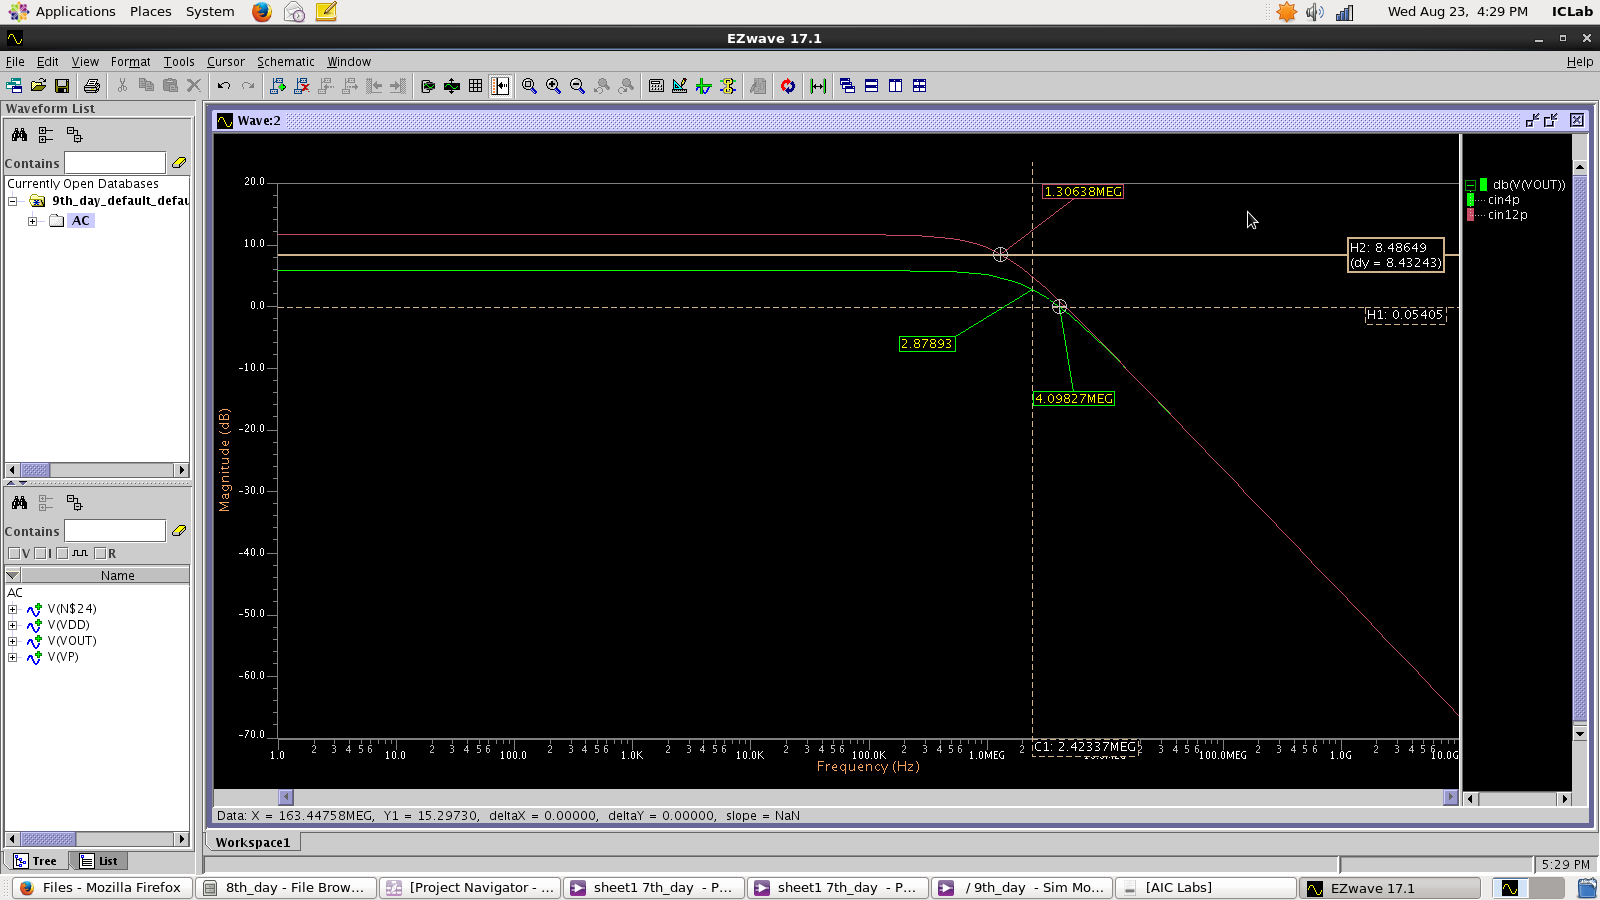 Applications Places System
Wed Aug 23, 4:29 PM ICLab
EZwave 17.1
File Edit View Format Tools Cursor Schematic Window Help
Waveform List
Contains
Currently Open Databases
9th_day_default_defau
AC
Contains
V I R
Name
AC
V(N$24)
V(VDD)
V(VOUT)
V(VP)
Tree List
Wave:2
20.0
10.0
0.0
-10.0
-20.0
-30.0
-40.0
-50.0
-60.0
-70.0
Magnitude (dB)
1.30638MEG
H2: 8.48649
(dy = 8.43243)
H1: 0.05405
2.87893
4.09827MEG
C1: 2.42337MEG
2 3 4 5 6 2 3 4 5 6 2 3 4 5 6 2 3 4 5 6 2 3 4 5 6 2 3 4 5 6 2 2 3 4 5 6 2 3 4 5 6 2 3 4 5 6
1.0 10.0 100.0 1.0K 10.0K 100.0K 1.0MEG 100.0MEG 1.0G 10.0G
Frequency (Hz)
db(V(VOUT))
cin4p
cin12p
Data: X = 163.44758MEG, Y1 = 15.29730, deltaX = 0.00000, deltaY = 0.00000, slope = NaN
Workspace1
5:29 PM
Files - Mozilla Firefox
8th_day - File Brow...
[Project Navigator - ...
sheet1 7th_day - P...
sheet1 7th_day - P...
/ 9th_day - Sim Mo...
[AIC Labs]
EZwave 17.1